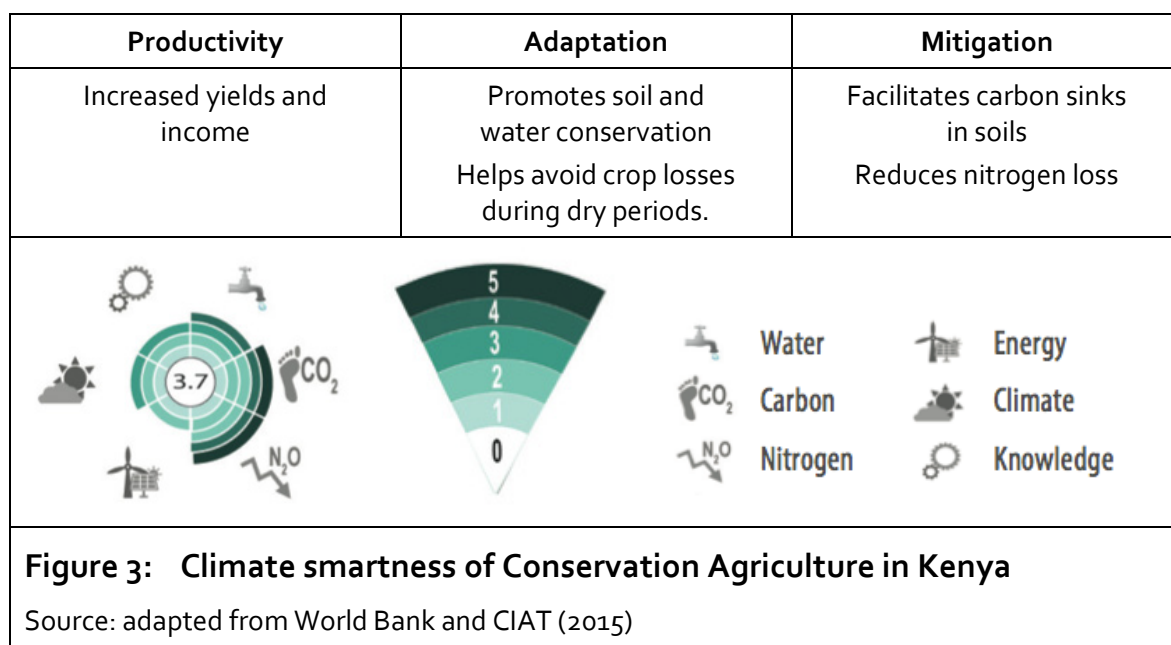 Productivity
Adaptation
Mitigation
Increased yields and
income
Promotes soil and
water conservation
Helps avoid crop losses
during dry periods.
Facilitates carbon sinks
in soils
Reduces nitrogen loss
3.7
CO₂
N₂O
5
4
3
2
1
0
Water
Energy
CO₂ Carbon
Climate
N₂O Nitrogen
Knowledge
Figure 3: Climate smartness of Conservation Agriculture in Kenya
Source: adapted from World Bank and CIAT (2015)